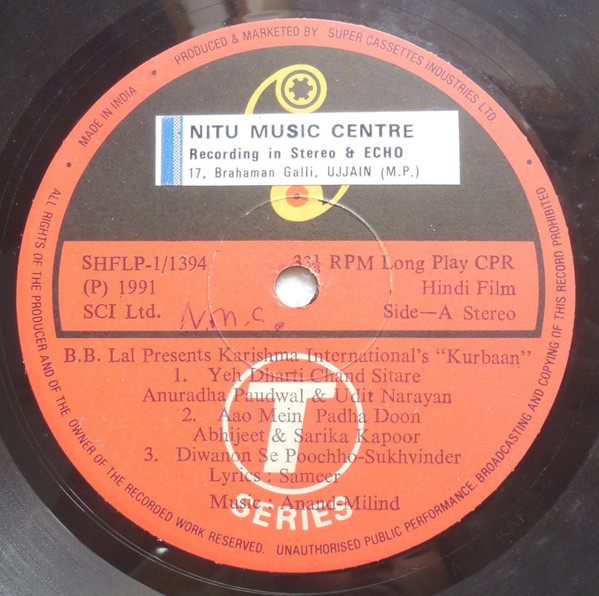 PRODUCED & MARKETED BY SUPER CASSETTES INDUSTRIES LTD.
MADE IN INDIA
NITU MUSIC CENTRE
Recording in Stereo & ECHO
17, Brahaman Galli, UJJAIN (M.P.)
SHFLP-1/1394 33⅓ RPM Long Play CPR
(P) 1991 Hindi Film
SCI Ltd. Side—A Stereo
N.M.C.
B.B. Lal Presents Karishma International's "Kurbaan"
1. Yeh Dharti Chand Sitare
Anuradha Paudwal & Udit Narayan
2. Aao Mein Padha Doon
Abhijeet & Sarika Kapoor
3. Diwanon Se Poochho-Sukhvinder
Lyrics : Sameer
Music : Anand-Milind
T
SERIES
ALL RIGHTS OF THE PRODUCER AND OF THE OWNER OF THE RECORDED WORK RESERVED. UNAUTHORISED PUBLIC PERFORMANCE, BROADCASTING AND COPYING OF THIS RECORD PROHIBITED